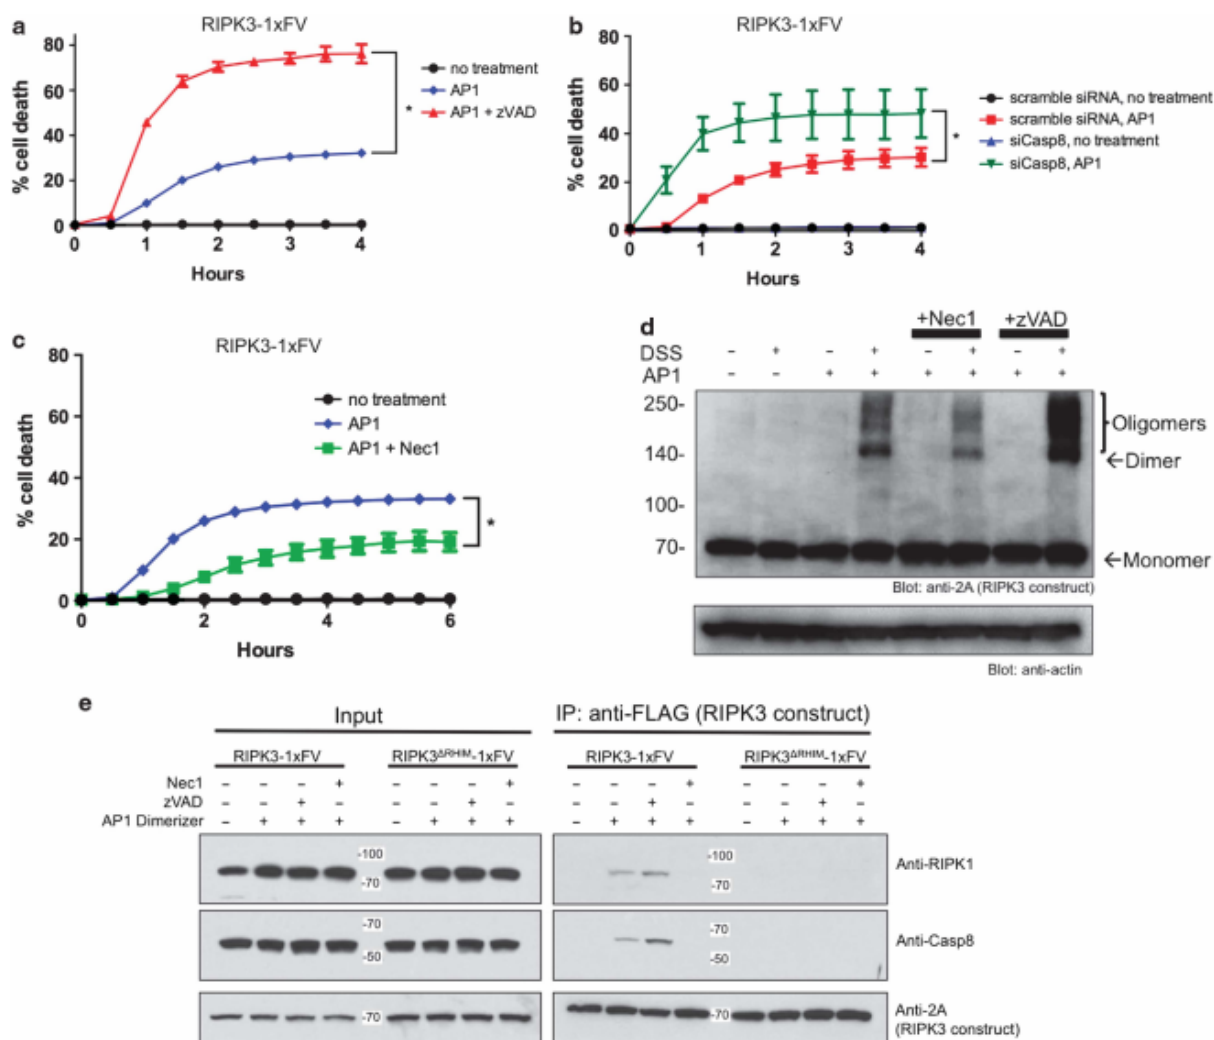 a
RIPK3-1xFV
% cell death
80
60
40
20
0
0 1 2 3 4
Hours
no treatment
AP1
AP1 + zVAD
*
b
RIPK3-1xFV
% cell death
80
60
40
20
0
0 1 2 3 4
Hours
scramble siRNA, no treatment
scramble siRNA, AP1
siCasp8, no treatment
siCasp8, AP1
*
c
RIPK3-1xFV
% cell death
80
60
40
20
0
0 2 4 6
Hours
no treatment
AP1
AP1 + Nec1
*
d
+Nec1 +zVAD
DSS - + - + - + - +
AP1 - - + + + + + +
250-
140-
100-
70-
Oligomers
←Dimer
←Monomer
Blot: anti-2A (RIPK3 construct)
Blot: anti-actin
e
Input IP: anti-FLAG (RIPK3 construct)
RIPK3-1xFV RIPK3ΔRHIM-1xFV RIPK3-1xFV RIPK3ΔRHIM-1xFV
Nec1 - - - + - - - + - - - + - - - +
zVAD - - + - - - + - - - + - - - + -
AP1 Dimerizer - + + + - + + + - + + + - + + +
-100 -100
-70 -70
Anti-RIPK1
-70 -70
-50 -50
Anti-Casp8
-70 -70
Anti-2A
(RIPK3 construct)